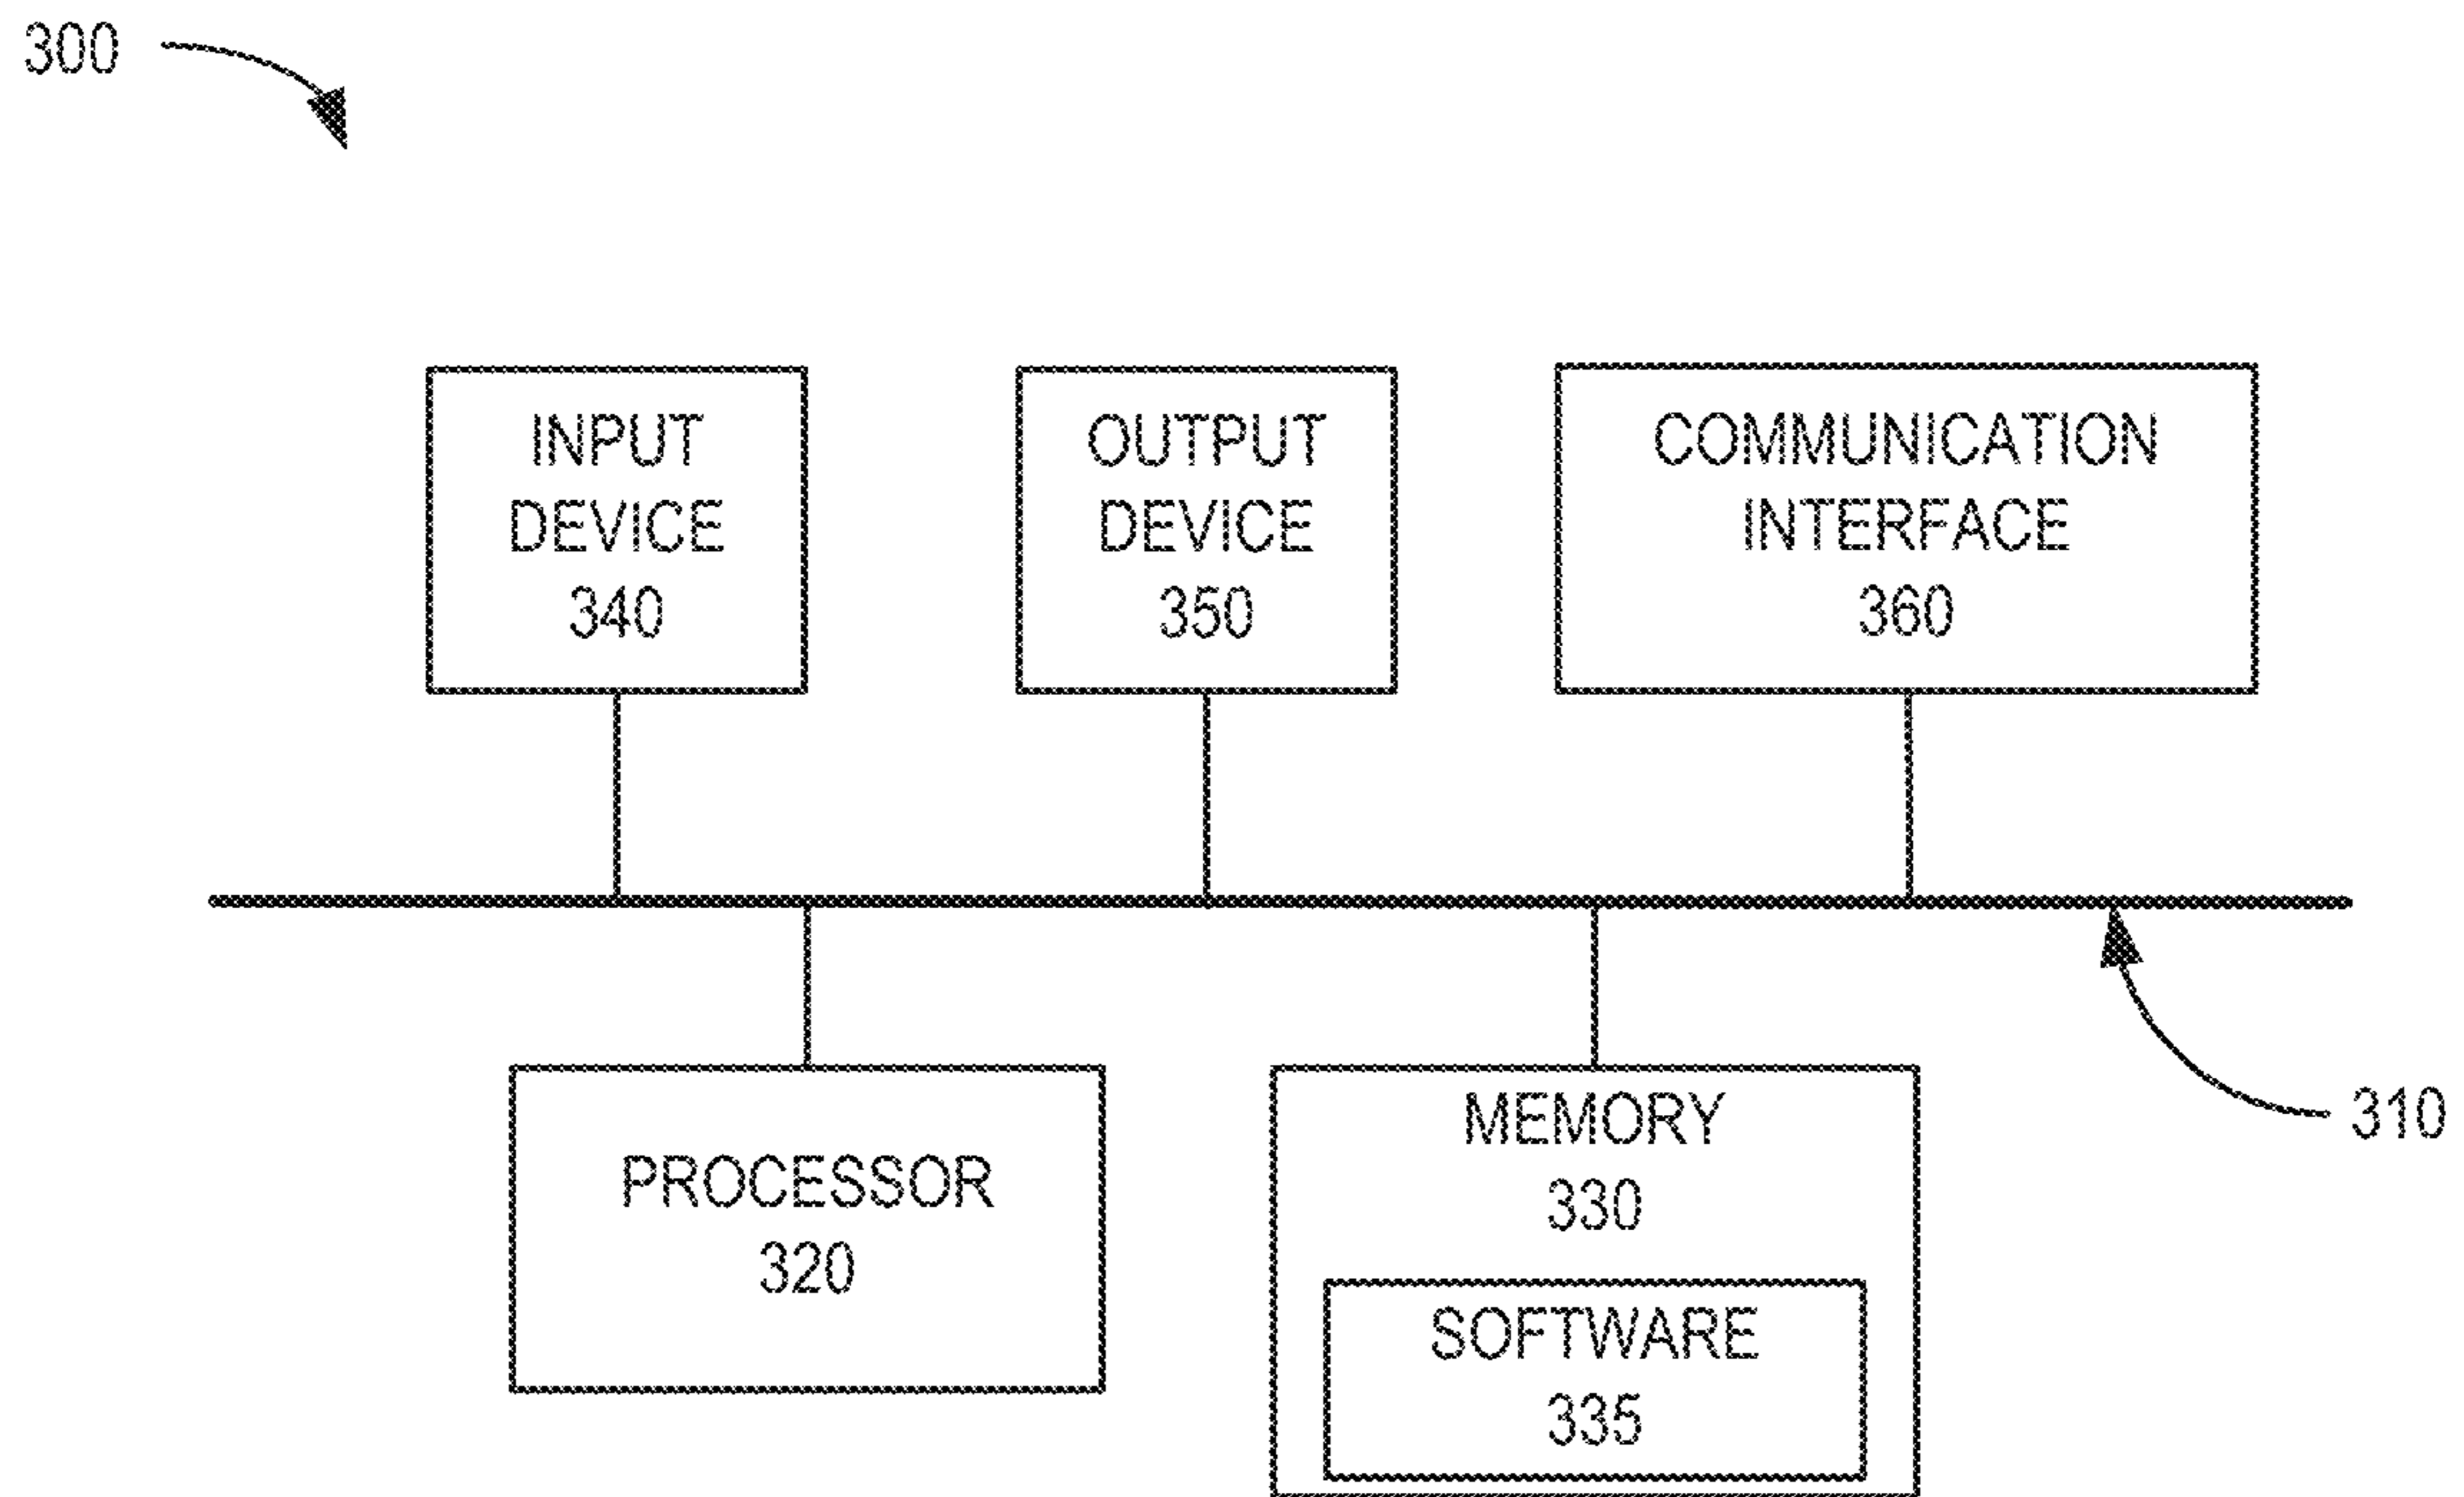 300
INPUT
DEVICE
340
OUTPUT
DEVICE
350
COMMUNICATION
INTERFACE
360
PROCESSOR
320
MEMORY
330
SOFTWARE
335
310